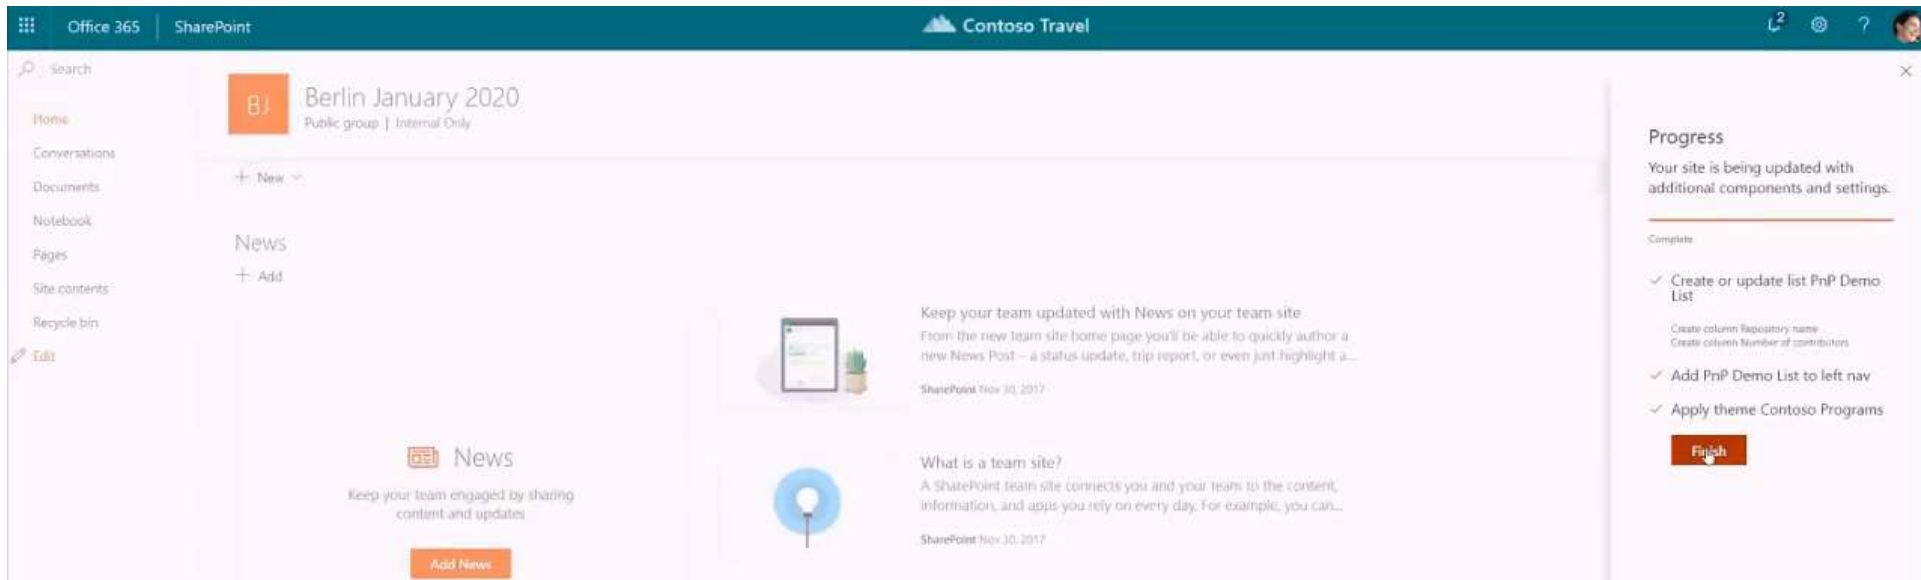 Office 365
SharePoint
Contoso Travel
2
?
Search
Home
Conversations
Documents
Notebook
Pages
Site contents
Recycle bin
Edit
BJ
Berlin January 2020
Public group | Internal Only
+ New
News
+ Add
News
Keep your team engaged by sharing
content and updates
Add News
Keep your team updated with News on your team site
From the new team site home page you'll be able to quickly author a
new News Post – a status update, trip report, or even just highlight a...
SharePoint Nov 30, 2017
What is a team site?
A SharePoint team site connects you and your team to the content,
information, and apps you rely on every day. For example, you can...
SharePoint Nov 30, 2017
Progress
Your site is being updated with
additional components and settings.
Complete
Create or update list PnP Demo
List
Create column Repository name
Create column Number of contributors
Add PnP Demo List to left nav
Apply theme Contoso Programs
Finish